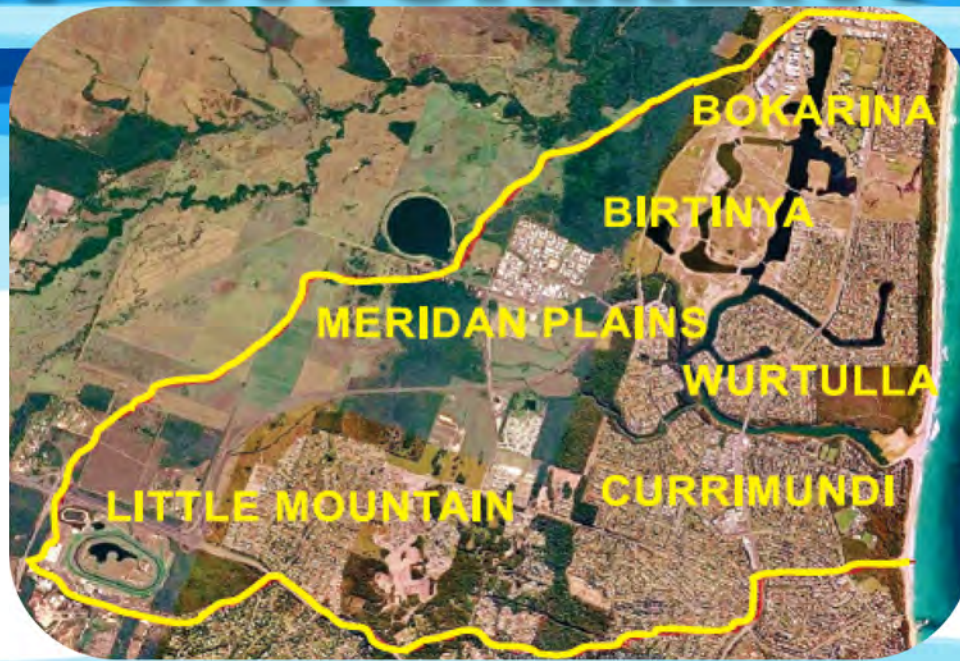 BOKARINA
BIRTINYA
MERIDAN PLAINS
WURTULLA
LITTLE MOUNTAIN
CURRIMUNDI